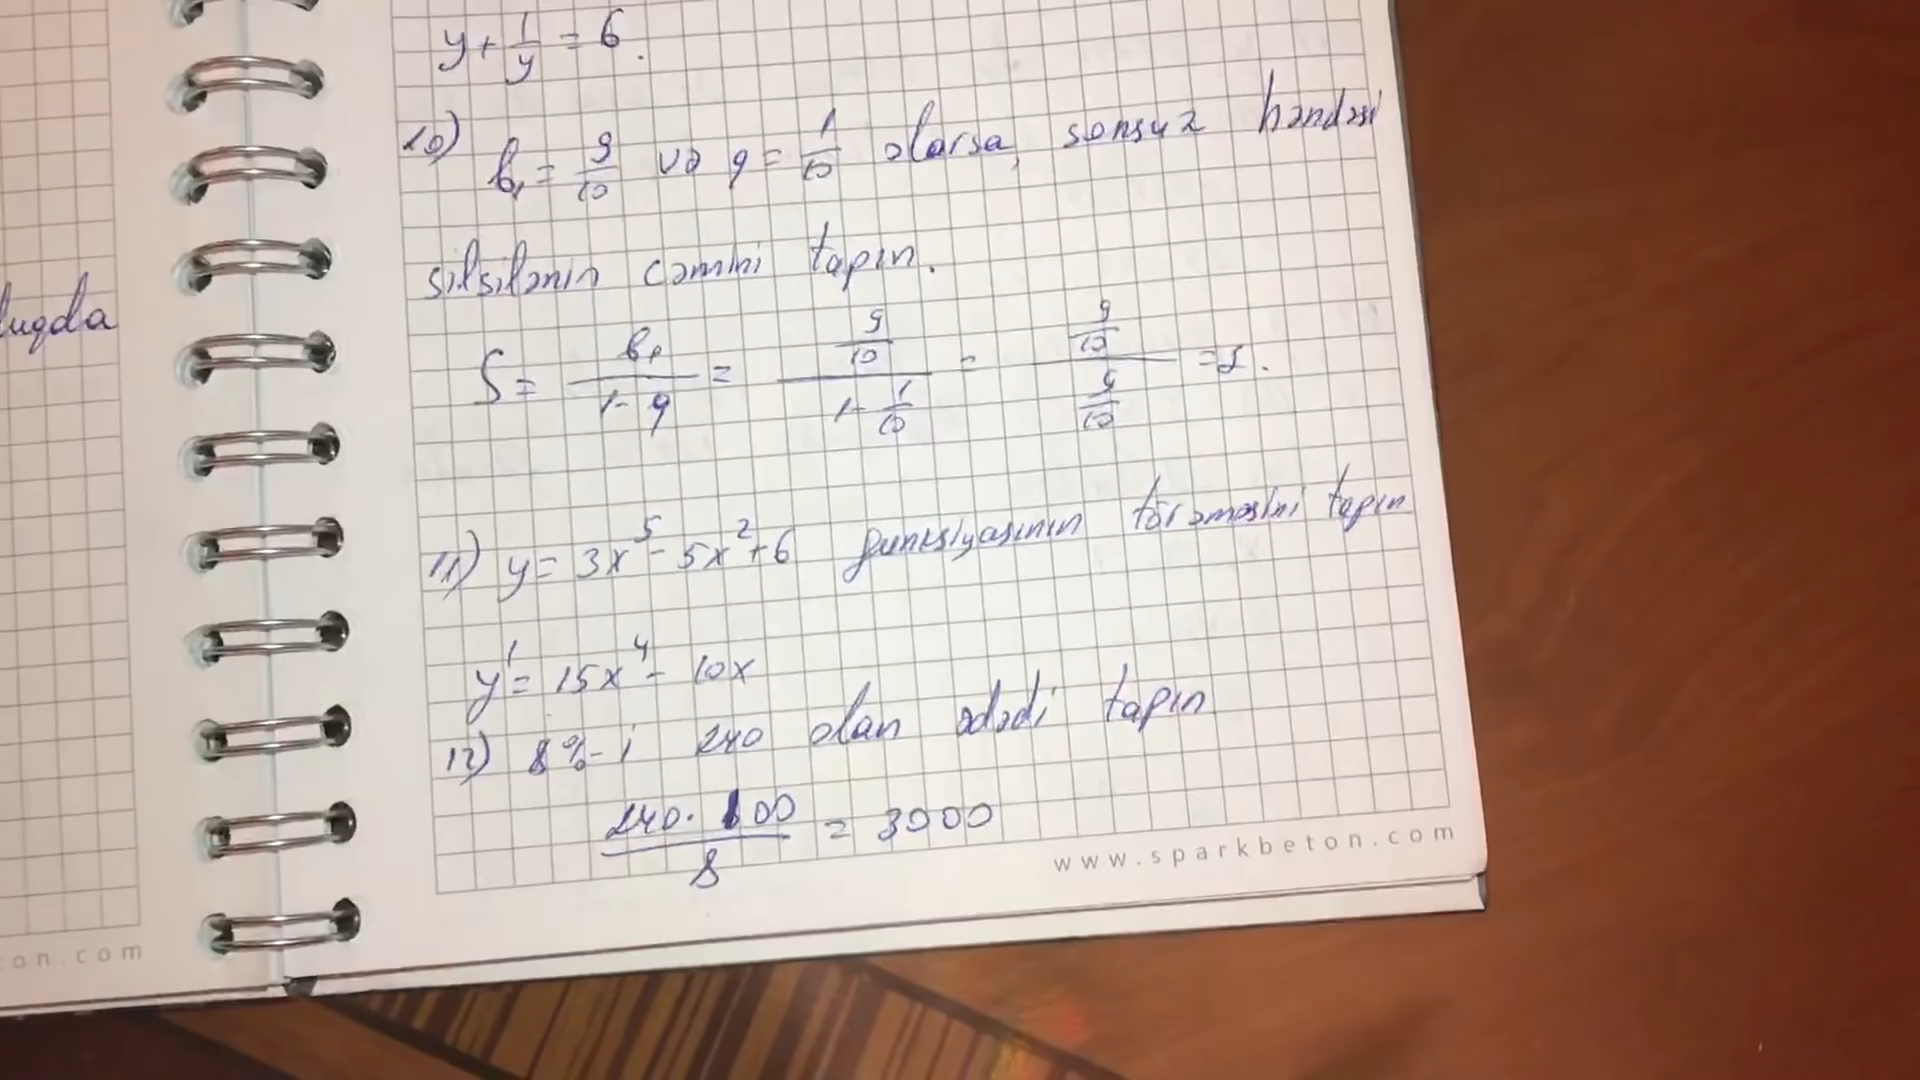 y + 1/y = 6.
10) b₁ = 9/10 və q = 1/10 olarsa, sonsuz həndəsi
silsilənin cəmini tapın.
luqda
S = b₁/(1-q) = (9/10)/(1-1/10) = (9/10)/(9/10) = 1.
11) y = 3x⁵ - 5x² + 6 funksiyasının törəməsini tapın
y' = 15x⁴ - 10x
12) 8%-i 240 olan ədədi tapın
(240·100)/8 = 3000
www.sparkbeton.com
ton.com